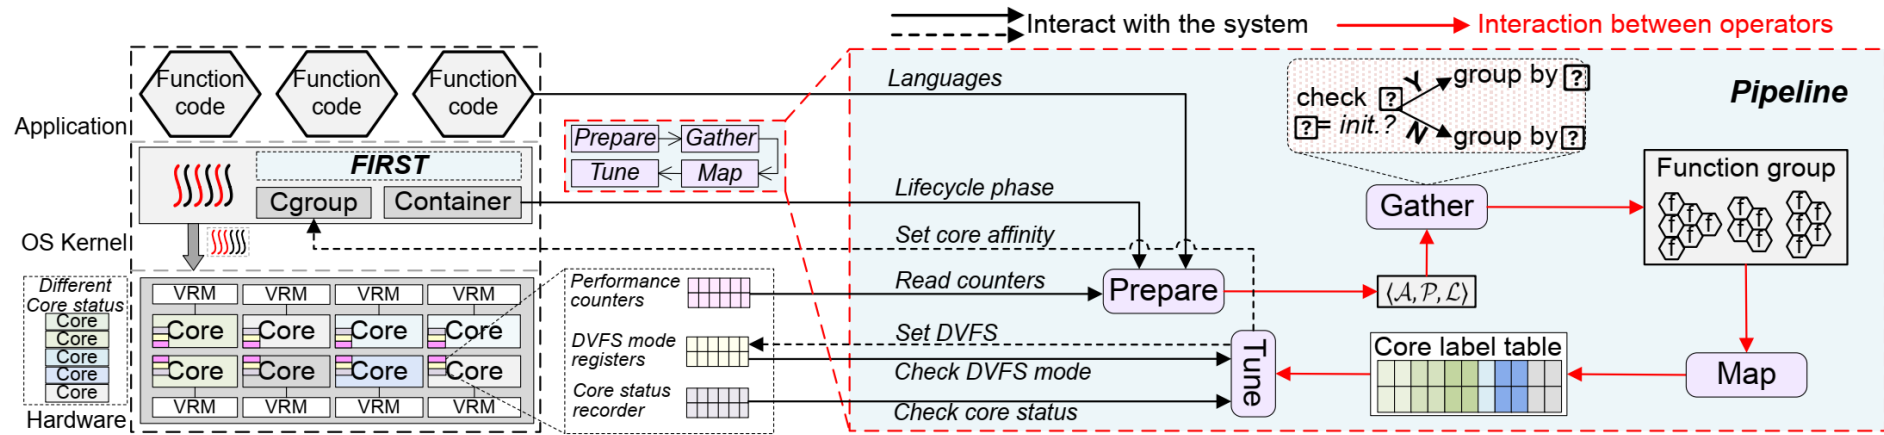 Interact with the system
Interaction between operators
Function code
Function code
Function code
Application
FIRST
Cgroup
Container
OS Kernel
Different
Core status
Core
Core
Core
Core
Core
Hardware
VRM VRM VRM VRM
Core Core Core Core
Core Core Core Core
VRM VRM VRM VRM
Prepare
Gather
Tune
Map
Performance
counters
DVFS mode
registers
Core status
recorder
Languages
Lifecycle phase
Set core affinity
Read counters
Set DVFS
Check DVFS mode
Check core status
Pipeline
check ?
? = init.?
Y
group by ?
N
group by ?
Gather
Function group
f f f f f f
f f f
f f f f f
Prepare
⟨𝒜, 𝒫, ℒ⟩
Tune
Core label table
Map